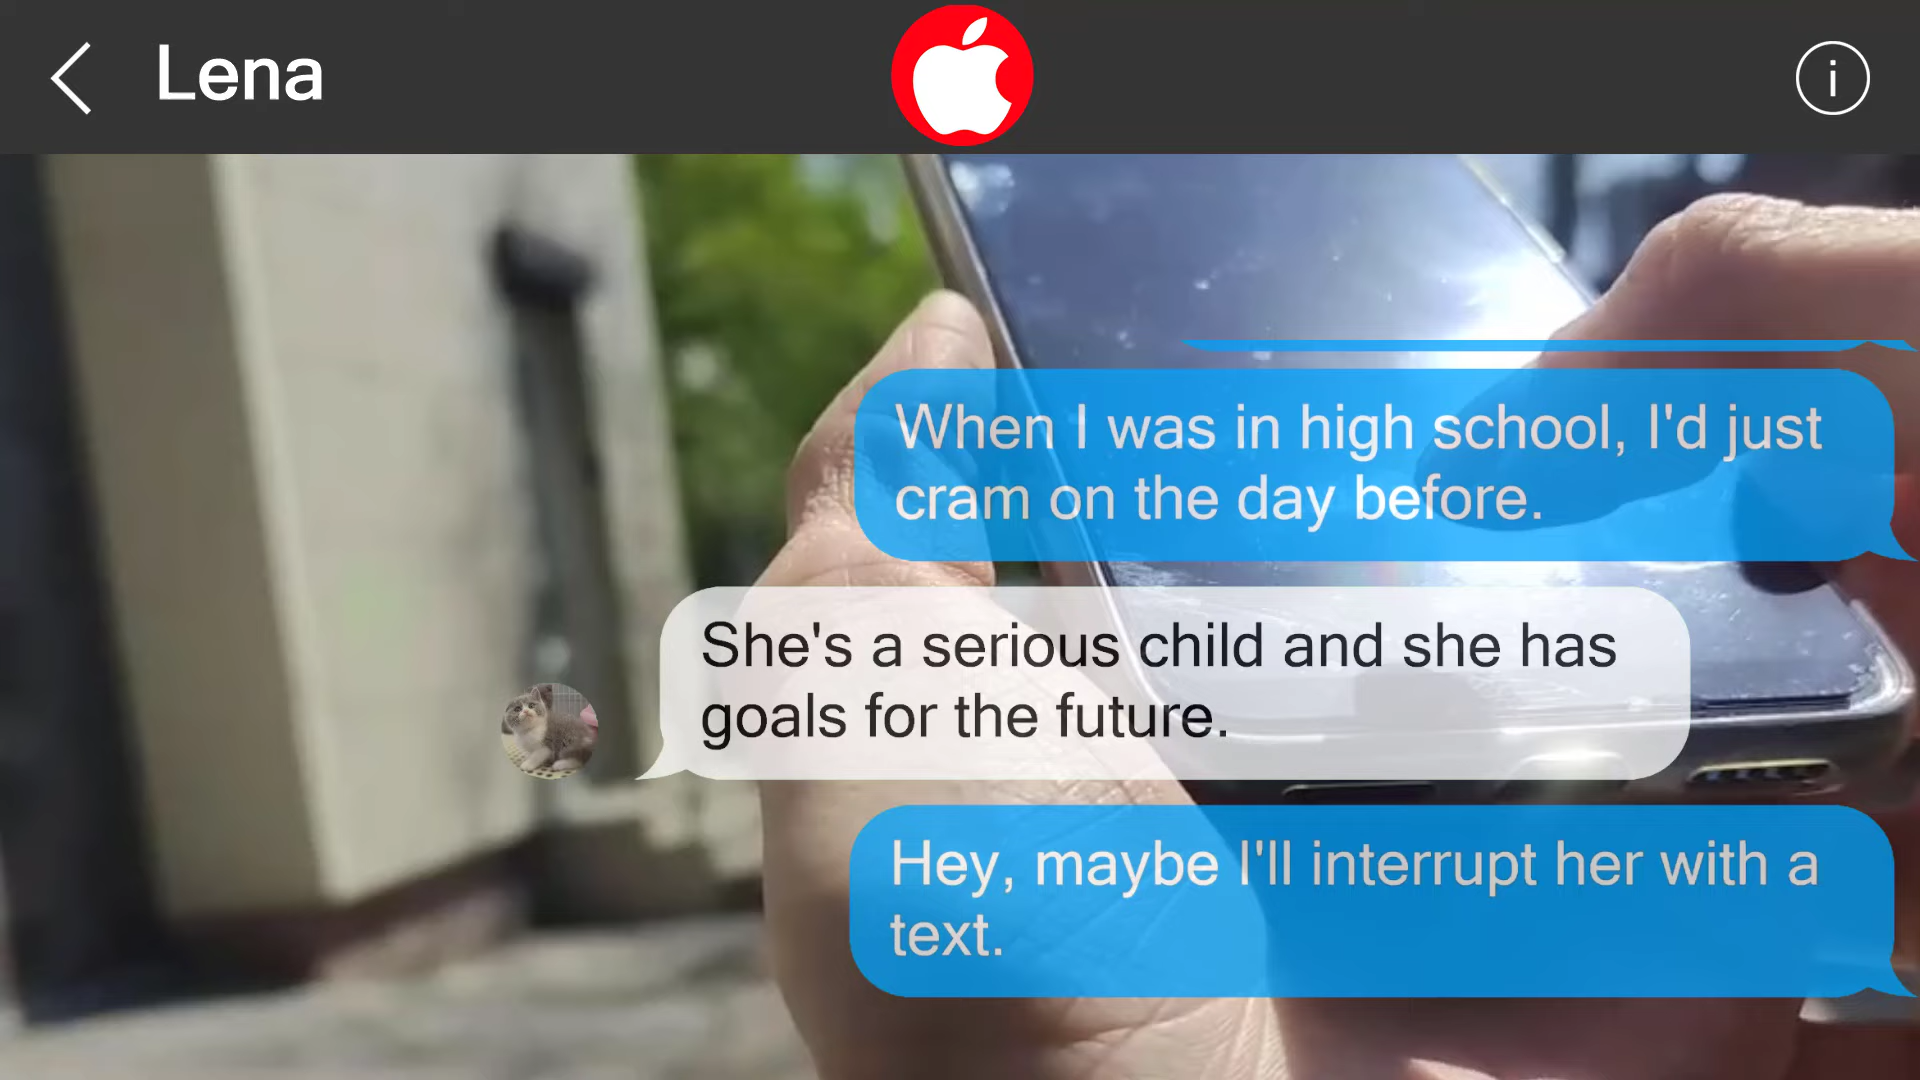 Lena
When I was in high school, I'd just
cram on the day before.
She's a serious child and she has
goals for the future.
Hey, maybe I'll interrupt her with a
text.